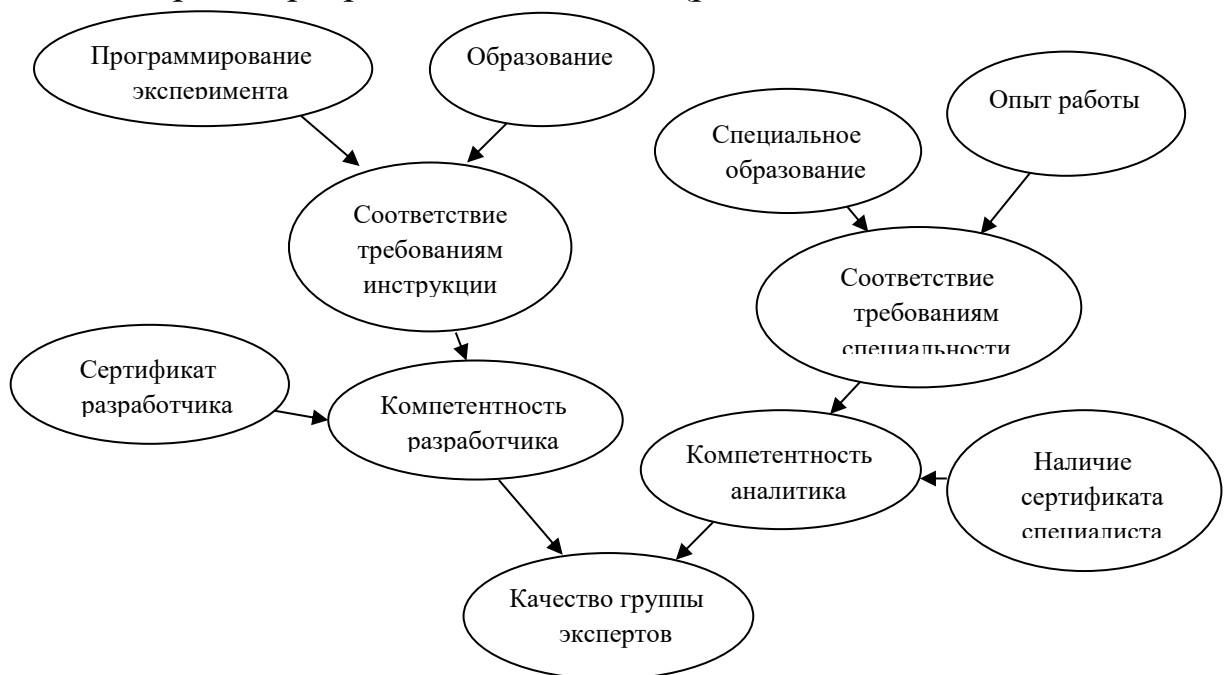 Программирование
эксперимента
Образование
Опыт работы
Специальное
образование
Соответствие
требованиям
инструкции
Соответствие
требованиям
специальности
Сертификат
разработчика
Компетентность
разработчика
Компетентность
аналитика
Наличие
сертификата
специалиста
Качество группы
экспертов